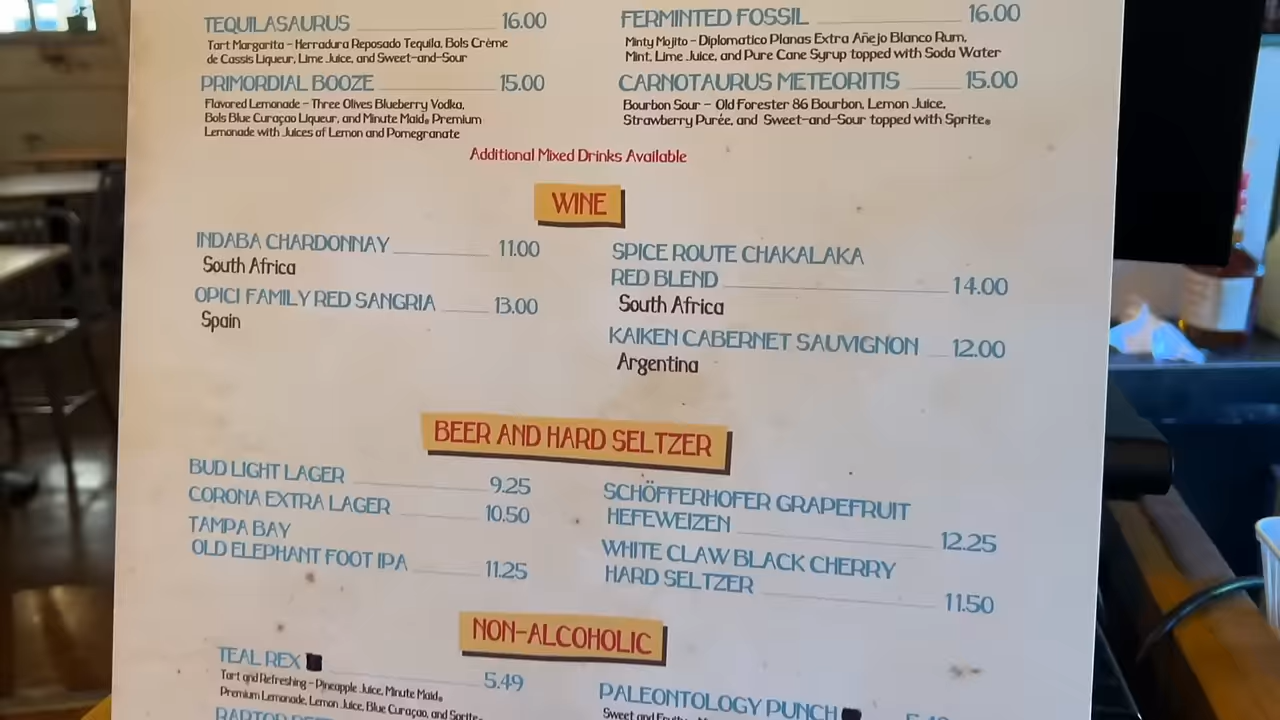 TEQUILASAURUS 16.00
Tart Margarita – Herradura Reposado Tequila, Bols Crème
de Cassis Liqueur, Lime Juice, and Sweet-and-Sour
PRIMORDIAL BOOZE 15.00
Flavored Lemonade – Three Olives Blueberry Vodka,
Bols Blue Curaçao Liqueur, and Minute Maid® Premium
Lemonade with Juices of Lemon and Pomegranate
FERMINTED FOSSIL 16.00
Minty Mojito – Diplomatico Planas Extra Añejo Blanco Rum,
Mint, Lime Juice, and Pure Cane Syrup topped with Soda Water
CARNOTAURUS METEORITIS 15.00
Bourbon Sour – Old Forester 86 Bourbon, Lemon Juice,
Strawberry Purée, and Sweet-and-Sour topped with Sprite®
Additional Mixed Drinks Available
WINE
INDABA CHARDONNAY 11.00
South Africa
OPICI FAMILY RED SANGRIA 13.00
Spain
SPICE ROUTE CHAKALAKA
RED BLEND 14.00
South Africa
KAIKEN CABERNET SAUVIGNON 12.00
Argentina
BEER AND HARD SELTZER
BUD LIGHT LAGER 9.25
CORONA EXTRA LAGER 10.50
TAMPA BAY
OLD ELEPHANT FOOT IPA 11.25
SCHÖFFERHOFER GRAPEFRUIT
HEFEWEIZEN 12.25
WHITE CLAW BLACK CHERRY
HARD SELTZER 11.50
NON-ALCOHOLIC
TEAL REX 5.49
Tart and Refreshing – Pineapple Juice, Minute Maid®
Premium Lemonade, Lemon Juice, Blue Curaçao, and Sprite®
PALEONTOLOGY PUNCH
Sweet and